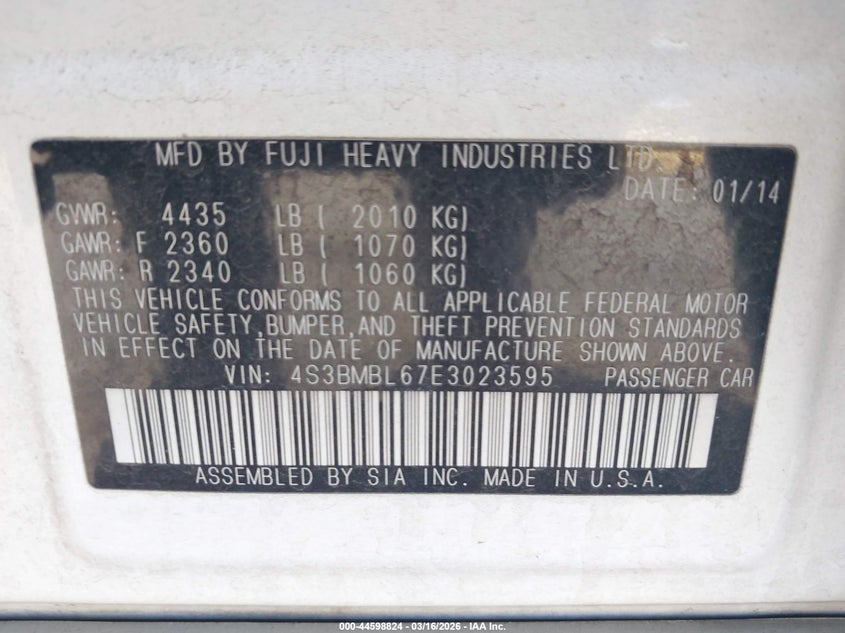 MFD BY FUJI HEAVY INDUSTRIES LTD.
DATE: 01/14
GVWR: 4435 LB ( 2010 KG)
GAWR: F 2360 LB ( 1070 KG)
GAWR: R 2340 LB ( 1060 KG)
THIS VEHICLE CONFORMS TO ALL APPLICABLE FEDERAL MOTOR
VEHICLE SAFETY,BUMPER,AND THEFT PREVENTION STANDARDS
IN EFFECT ON THE DATE OF MANUFACTURE SHOWN ABOVE.
VIN: 4S3BMBL67E3023595 PASSENGER CAR
ASSEMBLED BY SIA INC. MADE IN U.S.A.
000-44598824 - 03/16/2026 - IAA Inc.